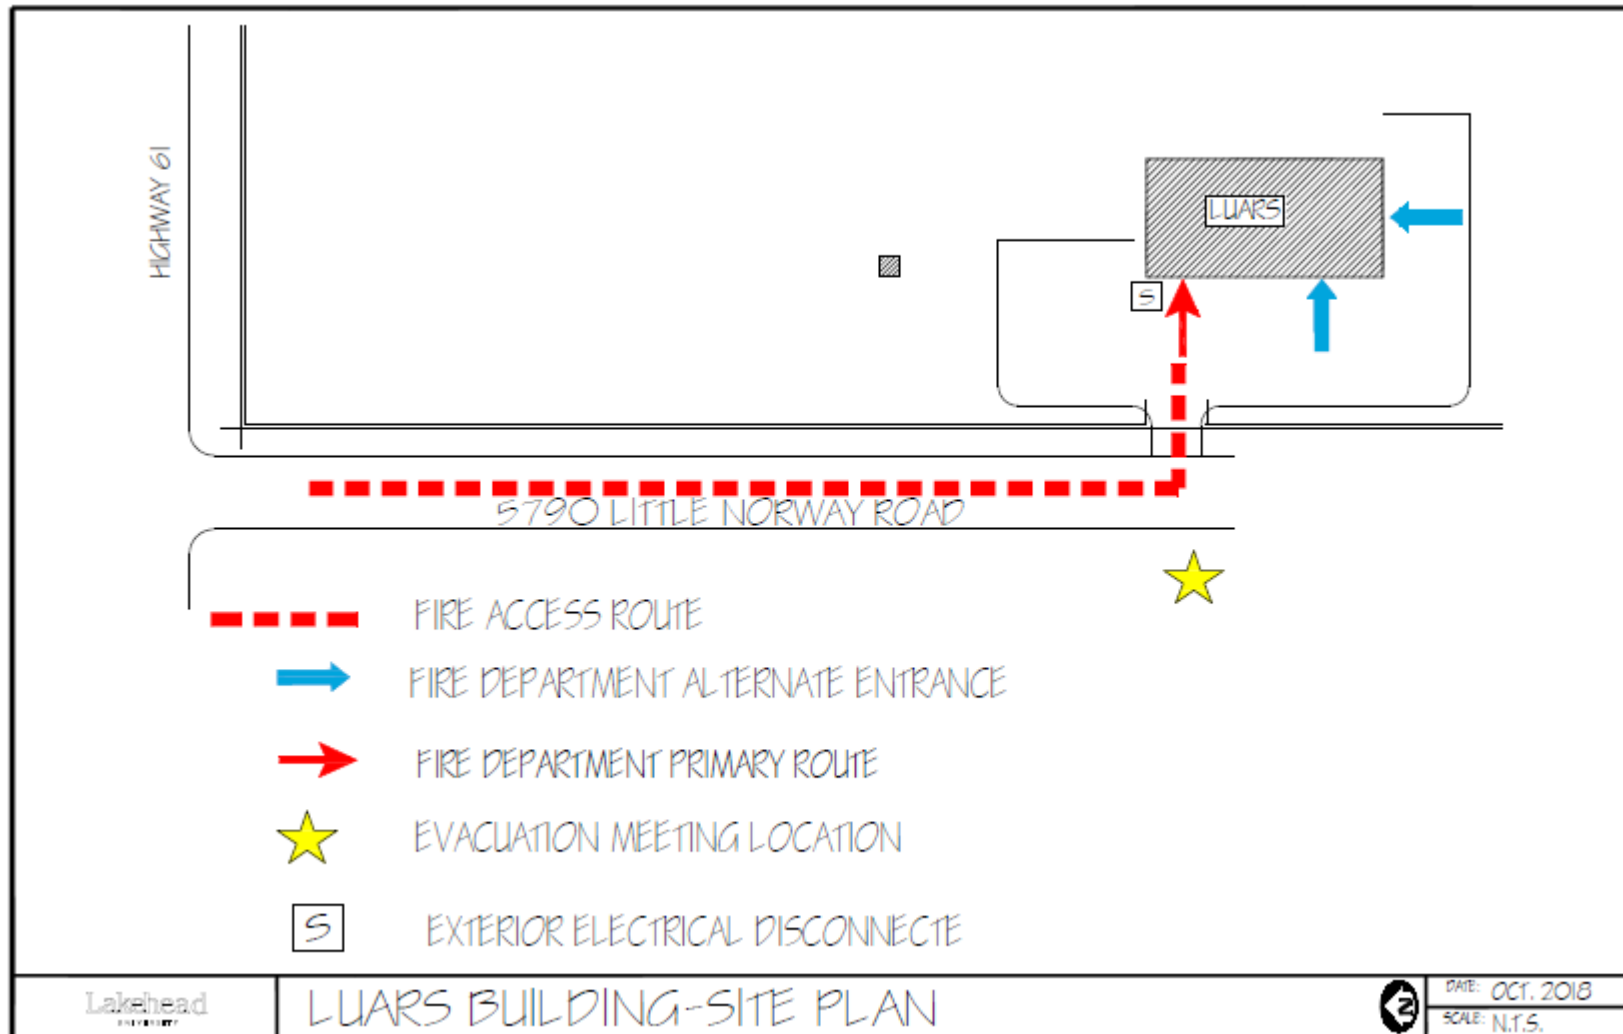 HIGHWAY 61
LUARS
S
5790 LITTLE NORWAY ROAD
FIRE ACCESS ROUTE
FIRE DEPARTMENT ALTERNATE ENTRANCE
FIRE DEPARTMENT PRIMARY ROUTE
EVACUATION MEETING LOCATION
S
EXTERIOR ELECTRICAL DISCONNECTE
Lakehead
UNIVERSITY
LUARS BUILDING-SITE PLAN
N
DATE: OCT. 2018
SCALE: N.T.S.